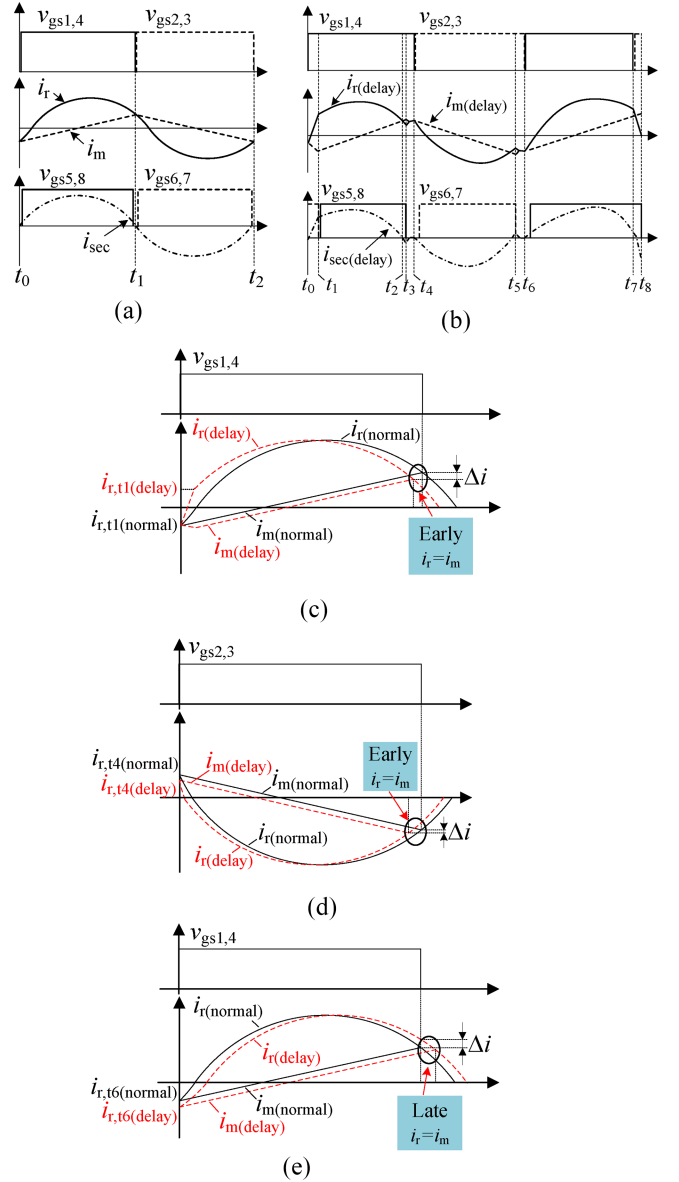 vgs1,4 vgs2,3
ir
im
vgs5,8 vgs6,7
isec
t0 t1 t2
(a)
vgs1,4 vgs2,3
ir(delay)
im(delay)
vgs5,8 vgs6,7
isec(delay)
t0 t1 t2 t3 t4 t5 t6 t7 t8
(b)
vgs1,4
ir(delay) ir(normal)
ir,t1(delay) Δi
ir,t1(normal)
im(normal)
im(delay)
Early
ir=im
(c)
vgs2,3
ir,t4(normal)
ir,t4(delay)
im(delay)
im(normal)
Early
ir=im
ir(normal)
ir(delay)
Δi
(d)
vgs1,4
ir(normal)
ir(delay)
Δi
ir,t6(normal)
ir,t6(delay)
im(normal)
im(delay)
Late
ir=im
(e)